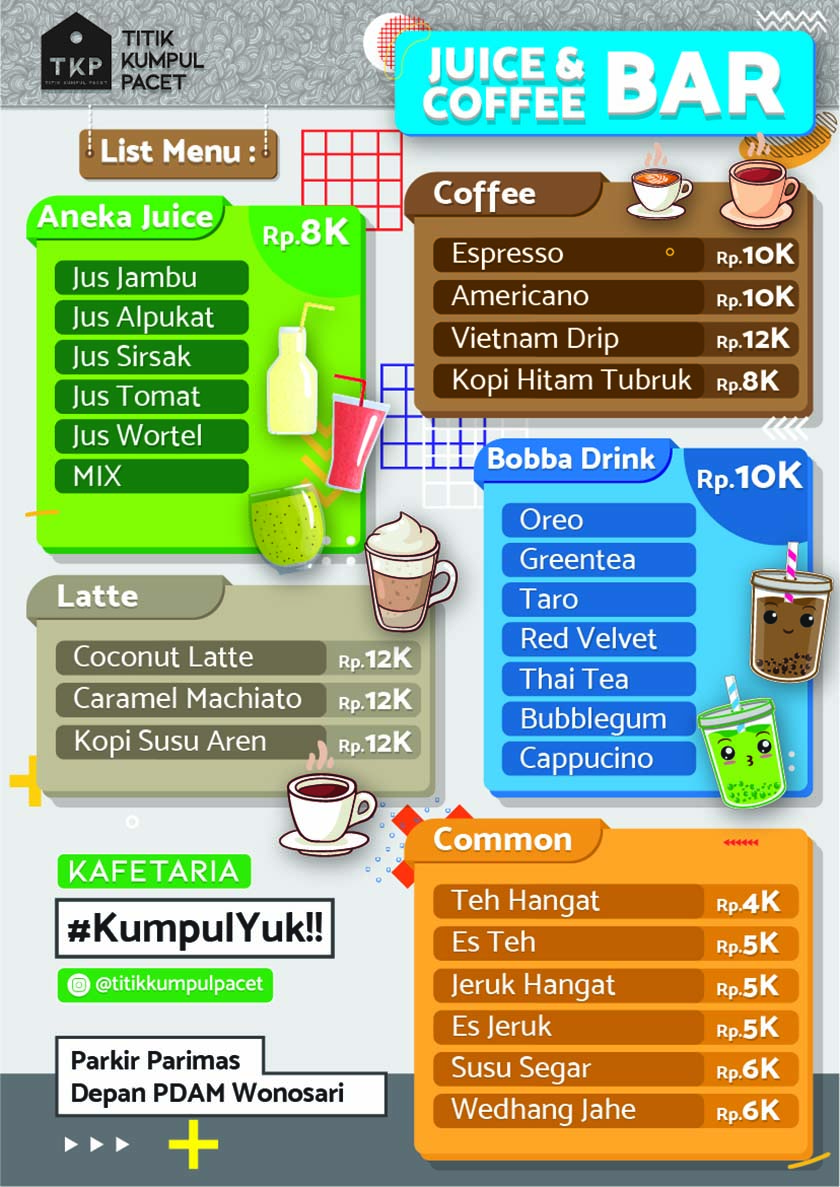 TKP
TITIK KUMPUL PACET
TITIK
KUMPUL
PACET
JUICE &
COFFEE
BAR
List Menu :
Aneka Juice
Rp.8K
Jus Jambu
Jus Alpukat
Jus Sirsak
Jus Tomat
Jus Wortel
MIX
Coffee
Espresso Rp.10K
Americano Rp.10K
Vietnam Drip Rp.12K
Kopi Hitam Tubruk Rp.8K
Bobba Drink
Rp.10K
Oreo
Greentea
Taro
Red Velvet
Thai Tea
Bubblegum
Cappucino
Latte
Coconut Latte Rp.12K
Caramel Machiato Rp.12K
Kopi Susu Aren Rp.12K
Common
Teh Hangat Rp.4K
Es Teh Rp.5K
Jeruk Hangat Rp.5K
Es Jeruk Rp.5K
Susu Segar Rp.6K
Wedhang Jahe Rp.6K
KAFETARIA
#KumpulYuk!!
@titikkumpulpacet
Parkir Parimas
Depan PDAM Wonosari